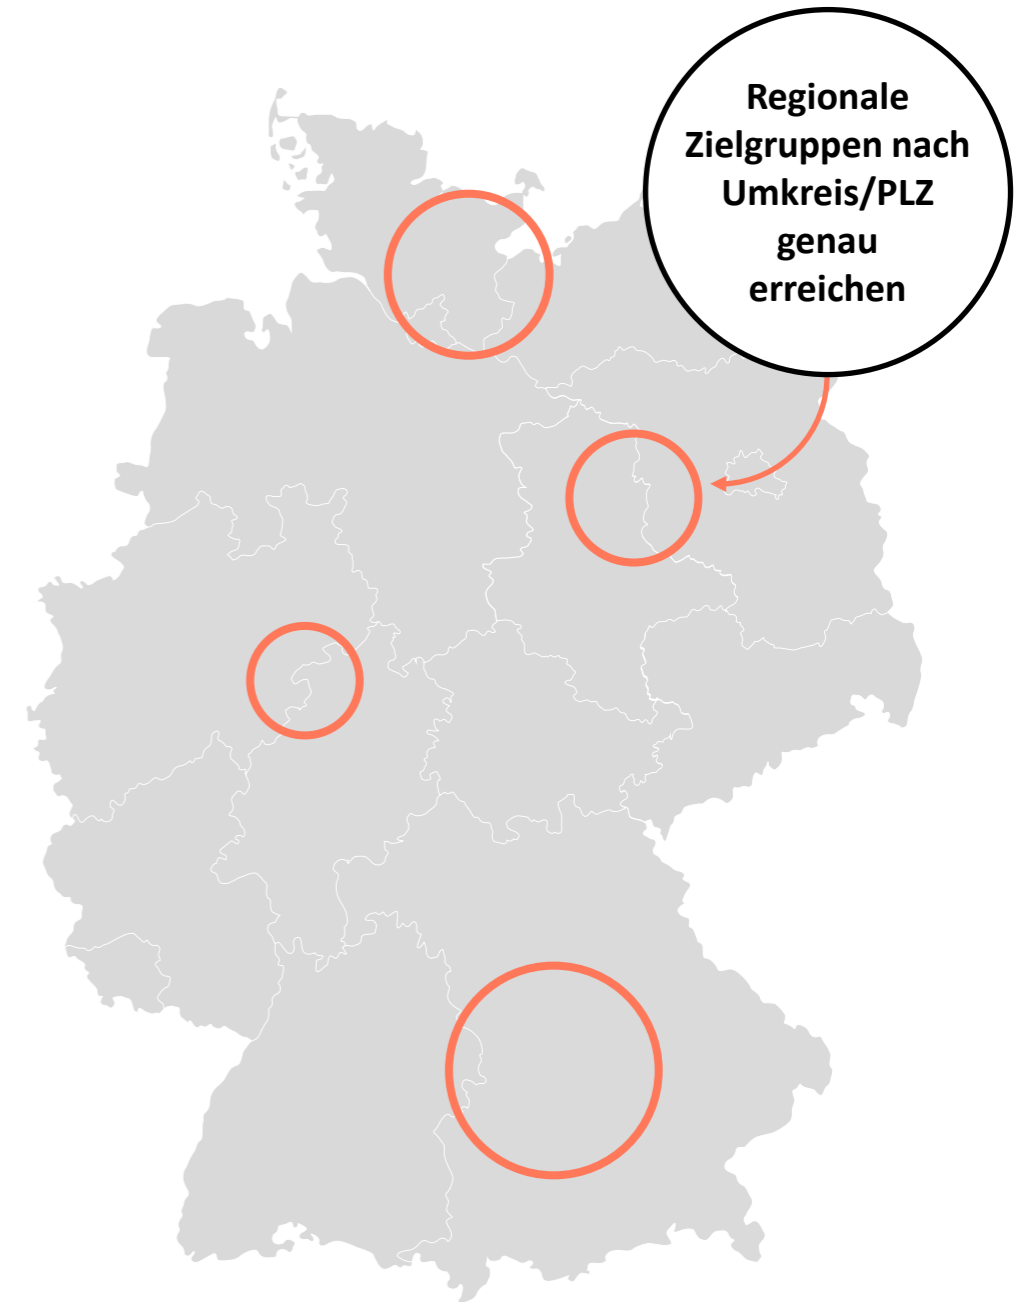 Regionale
Zielgruppen nach
Umkreis/PLZ
genau
erreichen